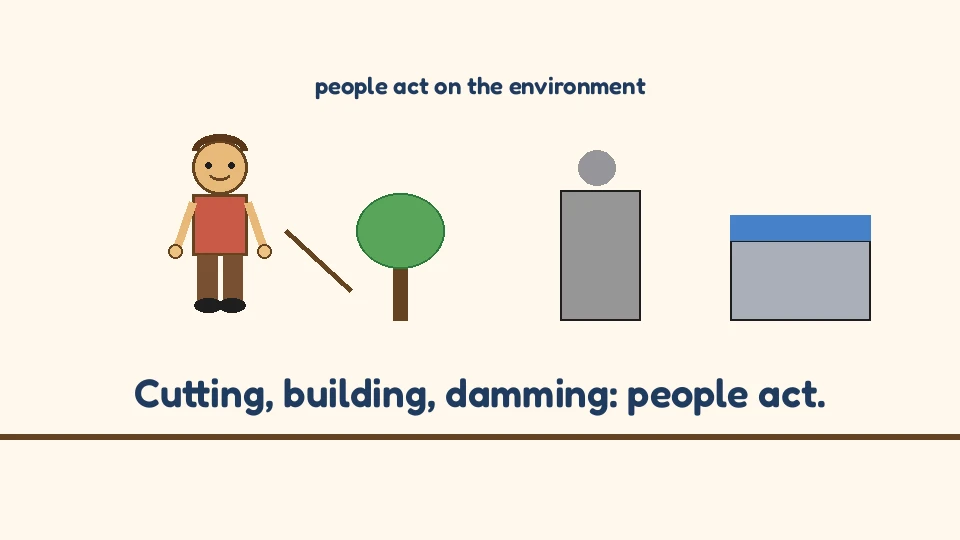 people act on the environment
Cutting, building, damming: people act.